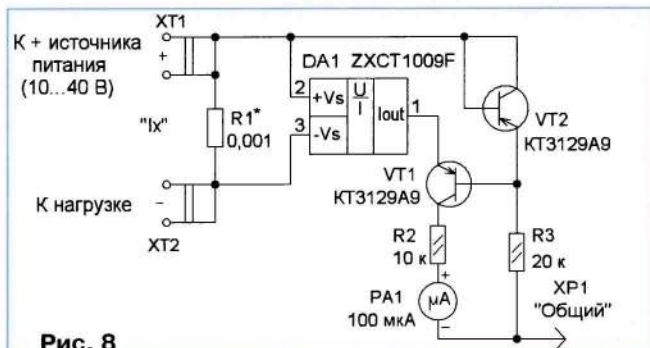 XT1
К + источника
питания
(10...40 В)
+
"Ix"
R1*
0,001
К нагрузке
−
XT2
DA1 ZXCT1009F
2
+Vs
U
I
3
-Vs
Iout
1
VT2
КТ3129А9
VT1
КТ3129А9
R2
10 к
R3
20 к
+
PA1
100 мкА
μA
−
XP1
"Общий"
Рис. 8